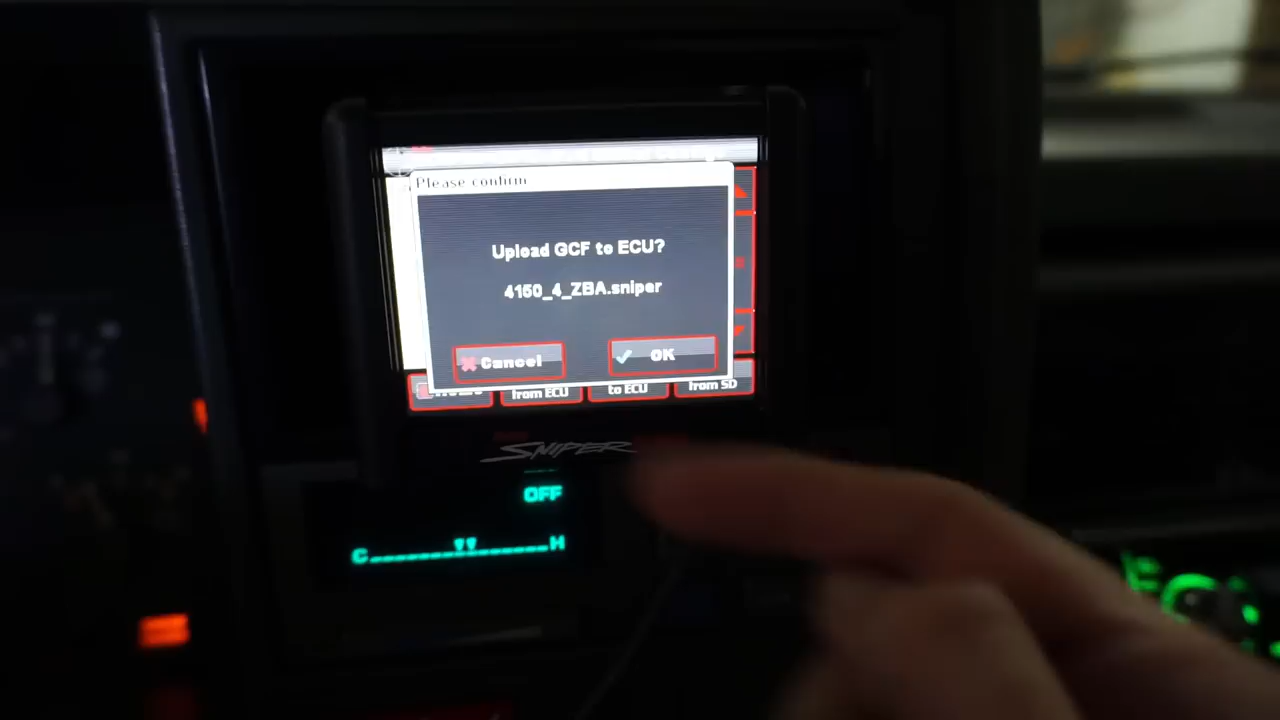 Please confirm
Upload GCF to ECU?
4150_4_ZBA.sniper
Cancel
OK
from ECU
to ECU
from SD
SNIPER
OFF
C
H